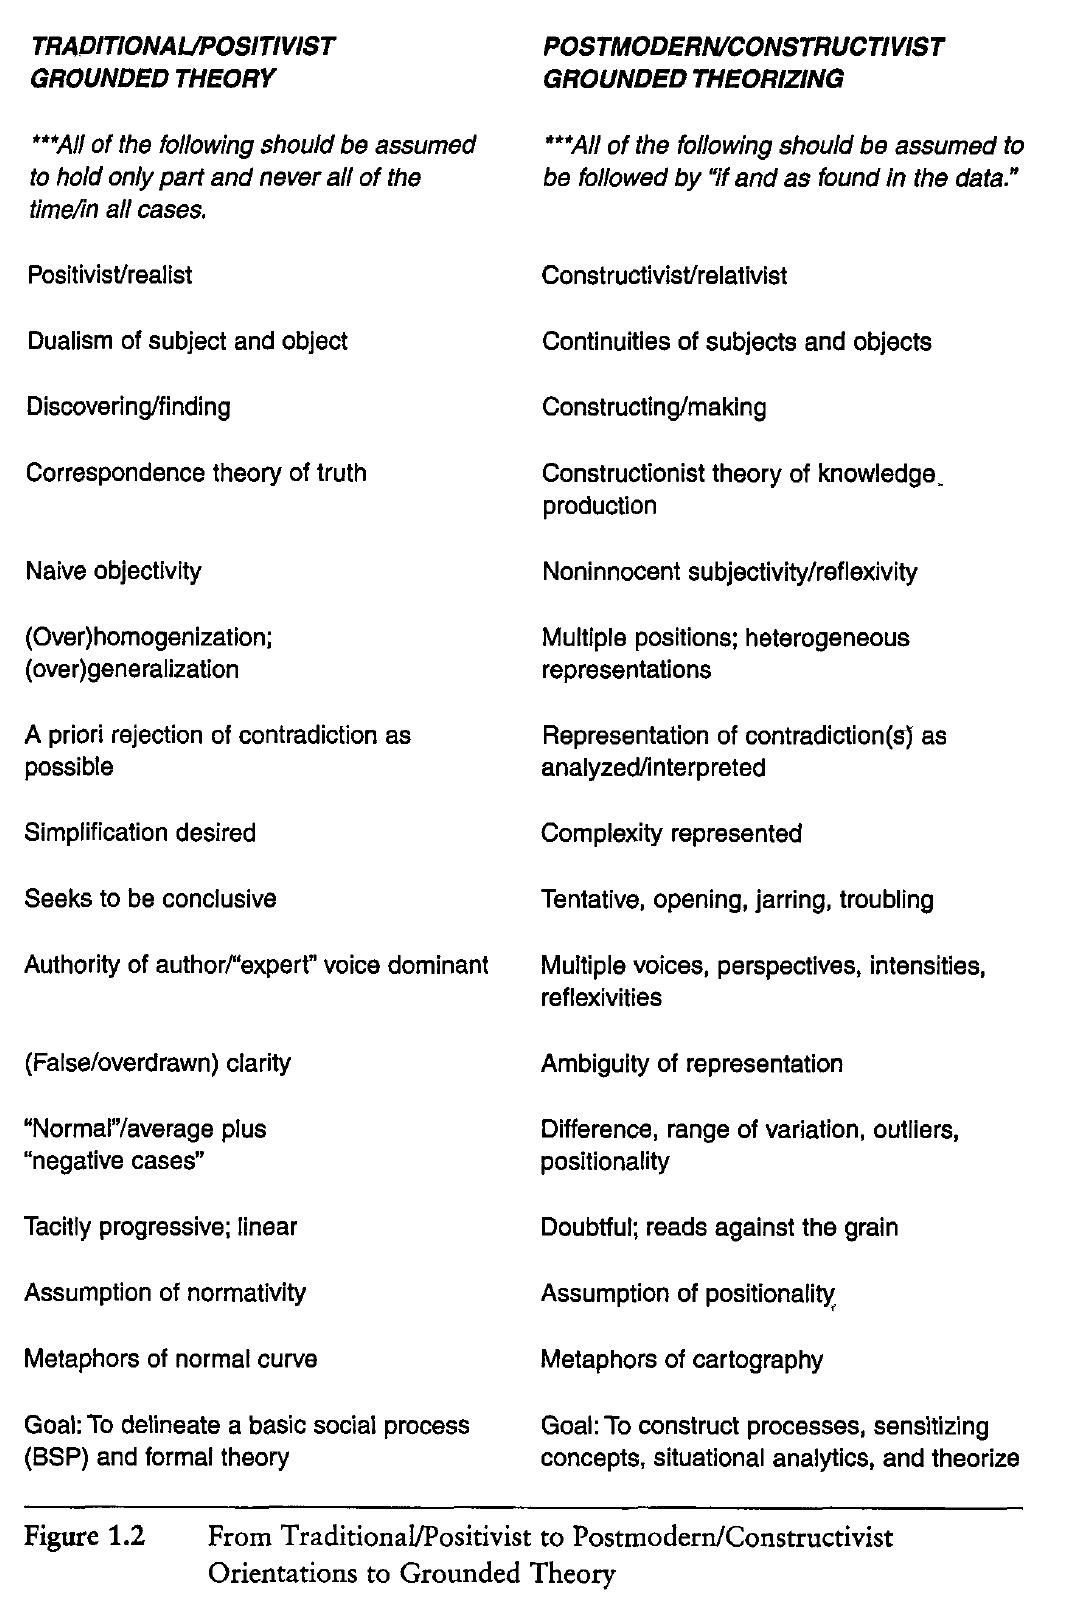 TRADITIONAL/POSITIVIST
GROUNDED THEORY
POSTMODERN/CONSTRUCTIVIST
GROUNDED THEORIZING
***All of the following should be assumed
to hold only part and never all of the
time/in all cases.
***All of the following should be assumed to
be followed by "if and as found in the data."
Positivist/realist
Constructivist/relativist
Dualism of subject and object
Continuities of subjects and objects
Discovering/finding
Constructing/making
Correspondence theory of truth
Constructionist theory of knowledge
production
Naive objectivity
Noninnocent subjectivity/reflexivity
(Over)homogenization;
(over)generalization
Multiple positions; heterogeneous
representations
A priori rejection of contradiction as
possible
Representation of contradiction(s) as
analyzed/interpreted
Simplification desired
Complexity represented
Seeks to be conclusive
Tentative, opening, jarring, troubling
Authority of author/"expert" voice dominant
Multiple voices, perspectives, intensities,
reflexivities
(False/overdrawn) clarity
Ambiguity of representation
"Normal"/average plus
"negative cases"
Difference, range of variation, outliers,
positionality
Tacitly progressive; linear
Doubtful; reads against the grain
Assumption of normativity
Assumption of positionality
Metaphors of normal curve
Metaphors of cartography
Goal: To delineate a basic social process
(BSP) and formal theory
Goal: To construct processes, sensitizing
concepts, situational analytics, and theorize
Figure 1.2 From Traditional/Positivist to Postmodern/Constructivist
Orientations to Grounded Theory